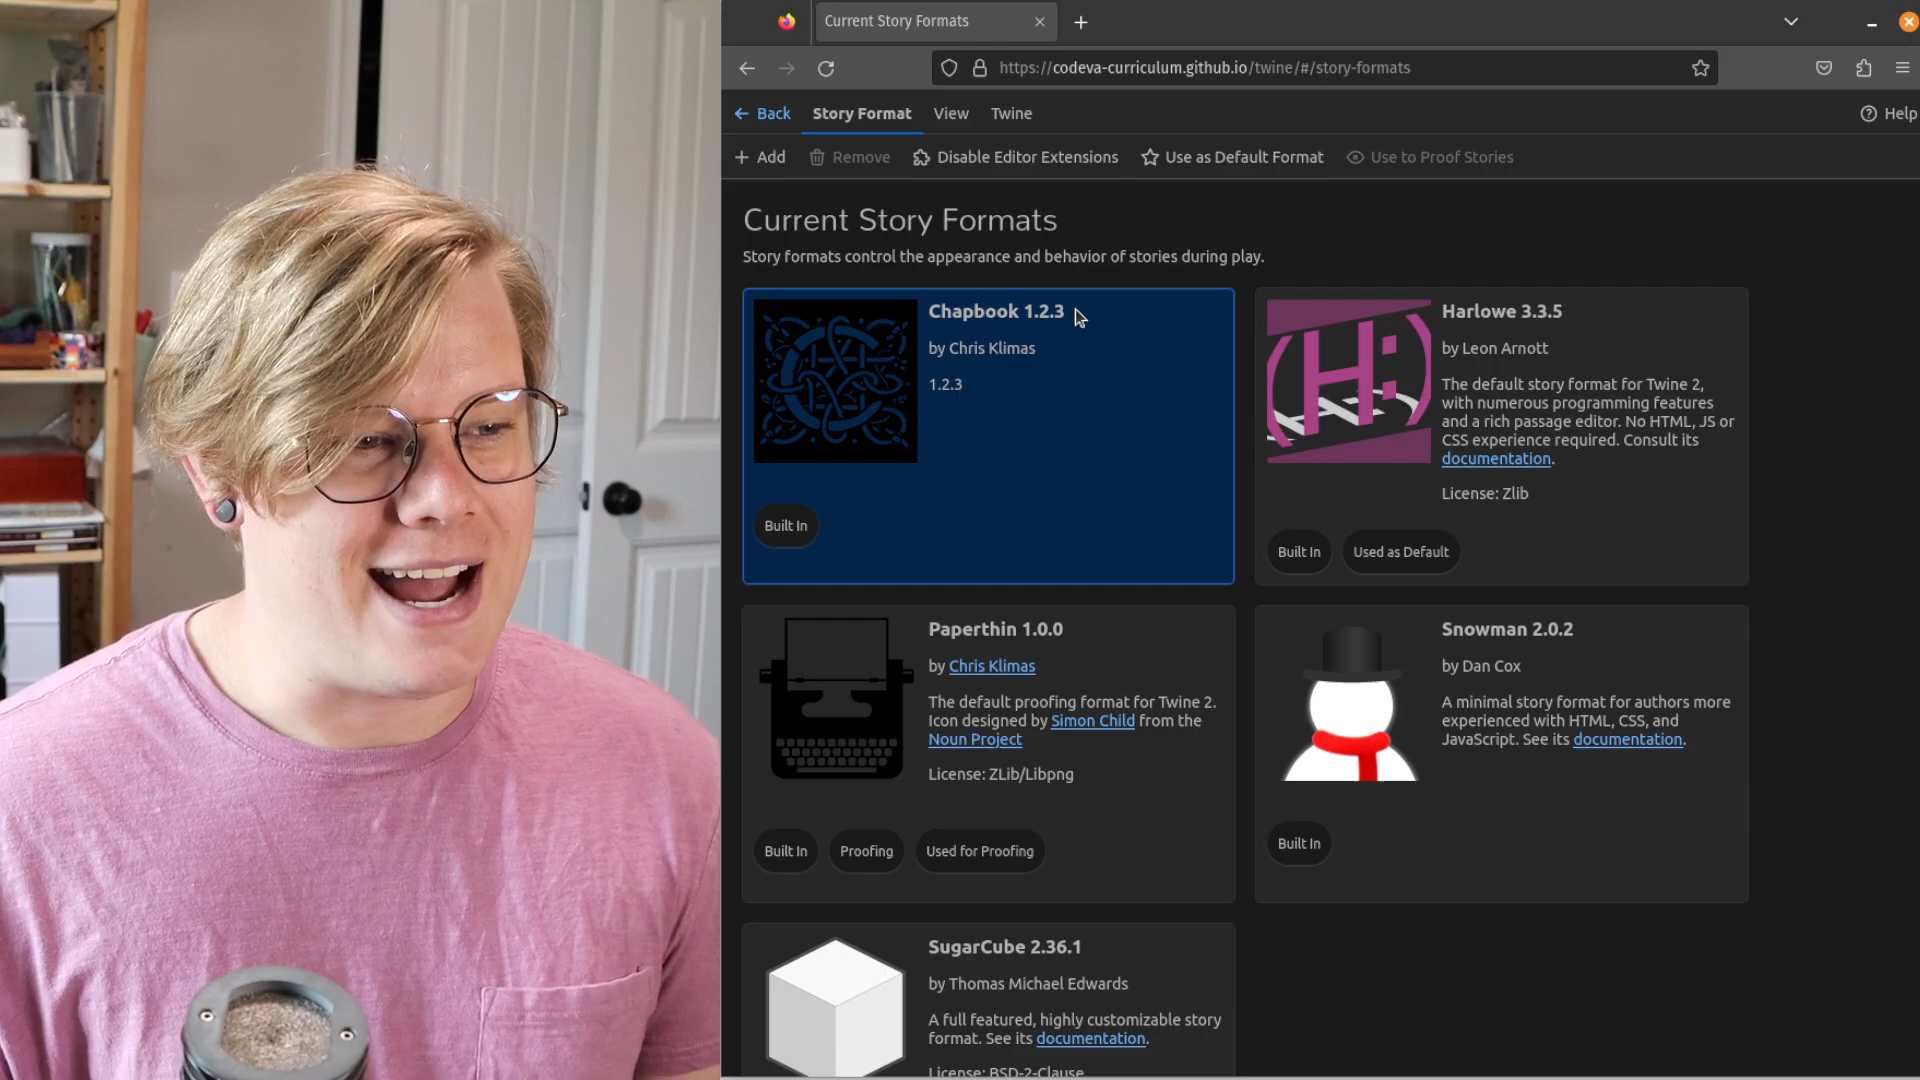 Current Story Formats
https://codeva-curriculum.github.io/twine/#/story-formats
Back
Story Format
View
Twine
Help
Add
Remove
Disable Editor Extensions
Use as Default Format
Use to Proof Stories
Current Story Formats
Story formats control the appearance and behavior of stories during play.
Chapbook 1.2.3
by Chris Klimas
1.2.3
Built In
Harlowe 3.3.5
by Leon Arnott
The default story format for Twine 2,
with numerous programming features
and a rich passage editor. No HTML, JS or
CSS experience required. Consult its
documentation.
License: Zlib
Built In
Used as Default
(H:)
Paperthin 1.0.0
by Chris Klimas
The default proofing format for Twine 2.
Icon designed by Simon Child from the
Noun Project
License: ZLib/Libpng
Built In
Proofing
Used for Proofing
Snowman 2.0.2
by Dan Cox
A minimal story format for authors more
experienced with HTML, CSS, and
JavaScript. See its documentation.
Built In
SugarCube 2.36.1
by Thomas Michael Edwards
A full featured, highly customizable story
format. See its documentation.
License: BSD-2-Clause